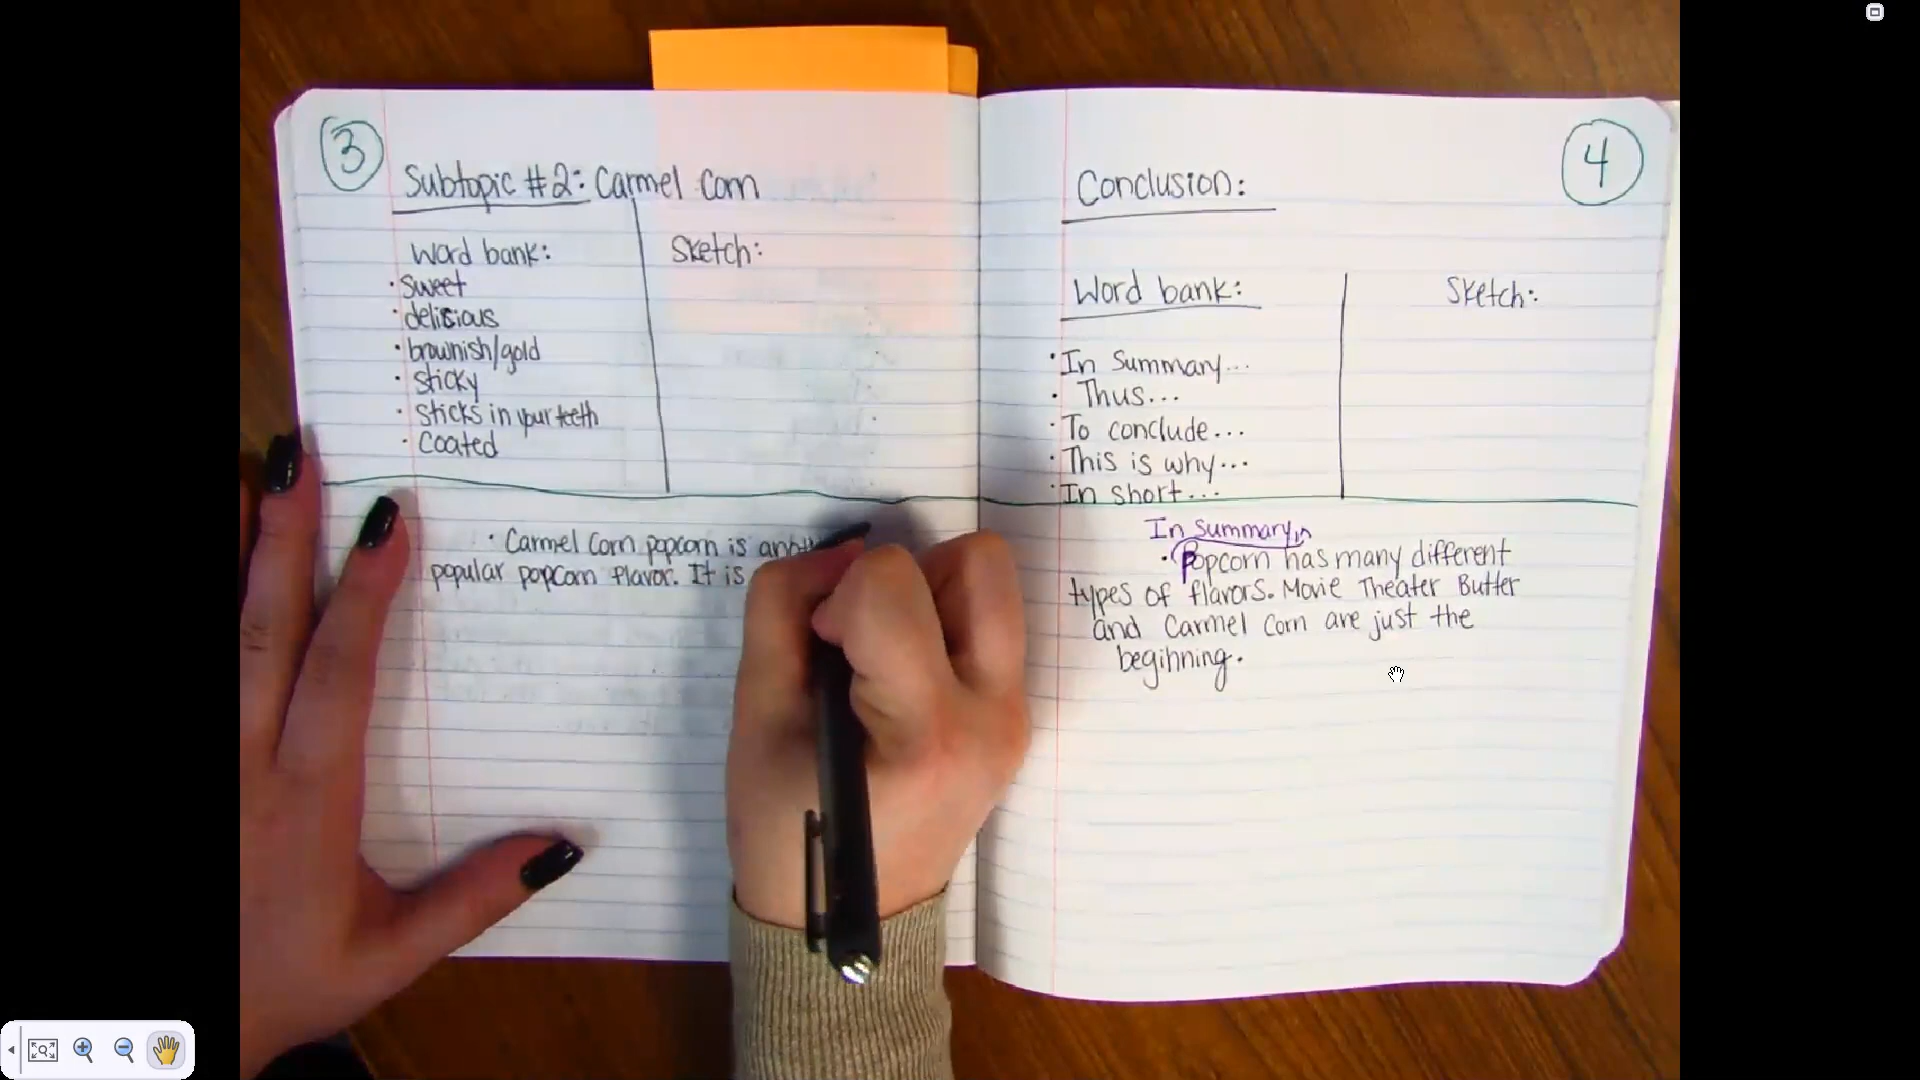 3
Subtopic #2: Carmel Corn
Word bank:
Sketch:
• sweet
• delicious
• brownish/gold
• sticky
• sticks in your teeth
• Coated
• Carmel Corn popcorn is
popular popcorn flavor. It is
4
Conclusion:
Word bank:
Sketch:
• In Summary...
• Thus...
• To conclude...
• This is why...
• In short...
In summary,
• Popcorn has many different
types of flavors. Movie Theater Butter
and Carmel Corn are just the
beginning.